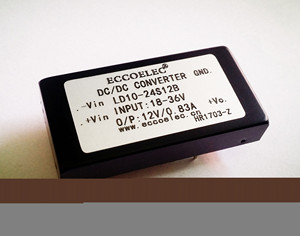 ECCOELEC®
DC/DC CONVERTER GND.
-Vin LD10-24S12B
+Vin INPUT:18-36V +Vo.
O/P:12V/0.83A
www.eccoelec.cn HR1703-Z